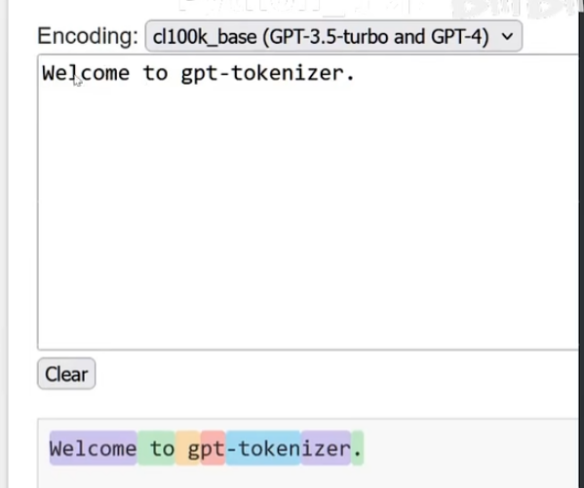 Encoding: cl100k_base (GPT-3.5-turbo and GPT-4)
Welcome to gpt-tokenizer.
Clear
Welcome to gpt-tokenizer.